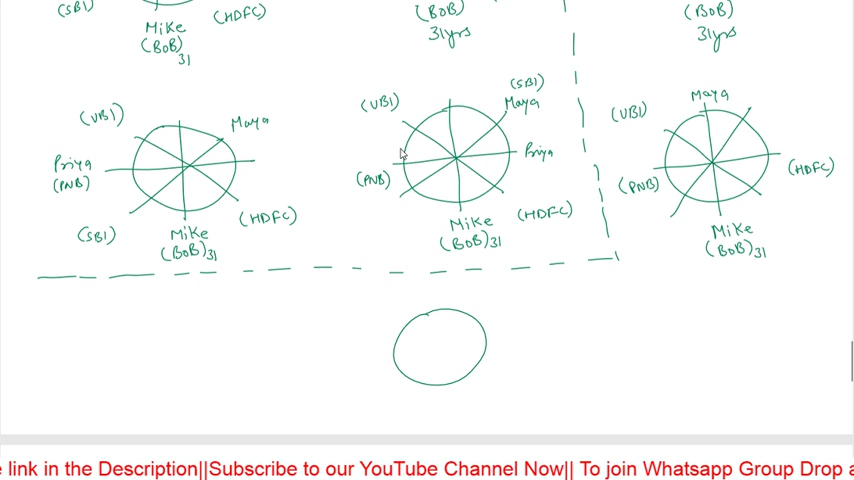 (SBI)
Mike
(BOB)
31
(HDFC)
(BOB)
31yrs
(BOB)
31yrs
(UBI)
Maya
Priya
(PNB)
(SBI)
Mike
(BOB) 31
(HDFC)
(UBI)
(SBI)
Maya
Priya
(PNB)
Mike
(BOB) 31
(HDFC)
Maya
(UBI)
(HDFC)
(PNB)
Mike
(BOB) 31
e link in the Description||Subscribe to our YouTube Channel Now|| To join Whatsapp Group Drop a